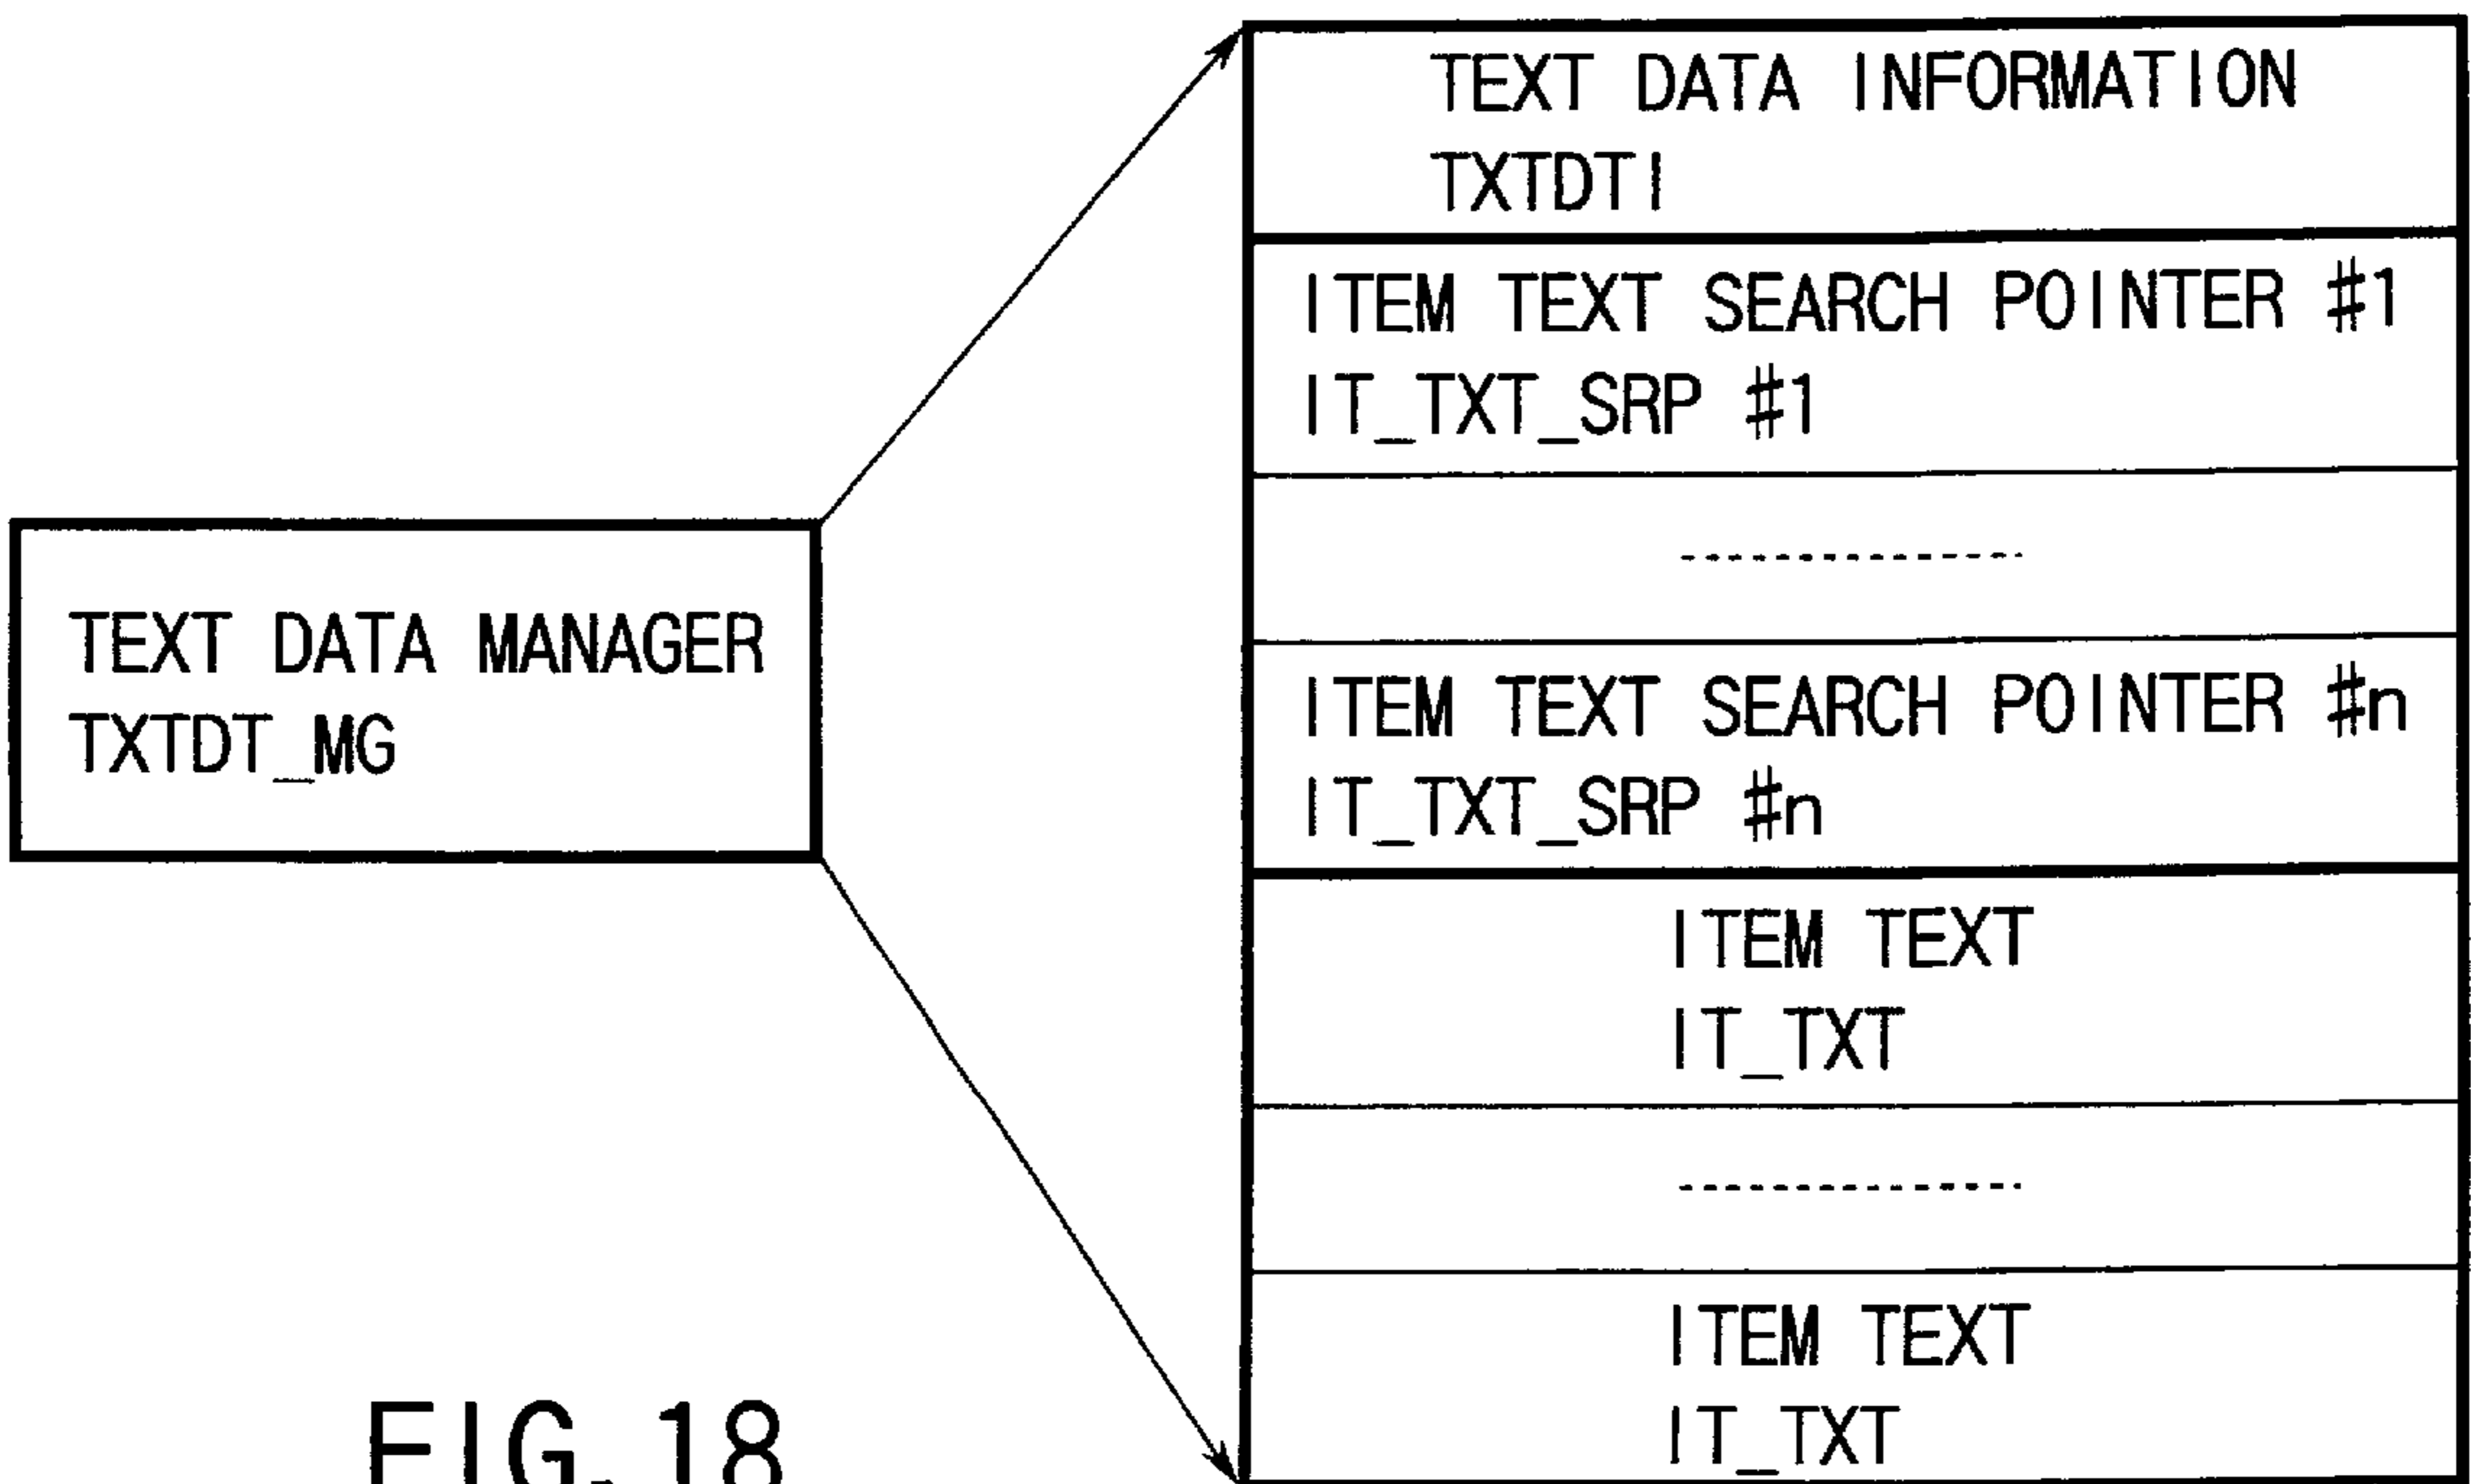 TEXT DATA MANAGER
TXTDT_MG
TEXT DATA INFORMATION
TXTDTI
ITEM TEXT SEARCH POINTER #1
IT_TXT_SRP #1
---------------
ITEM TEXT SEARCH POINTER #n
IT_TXT_SRP #n
ITEM TEXT
IT_TXT
---------------
ITEM TEXT
IT_TXT
FIG.18